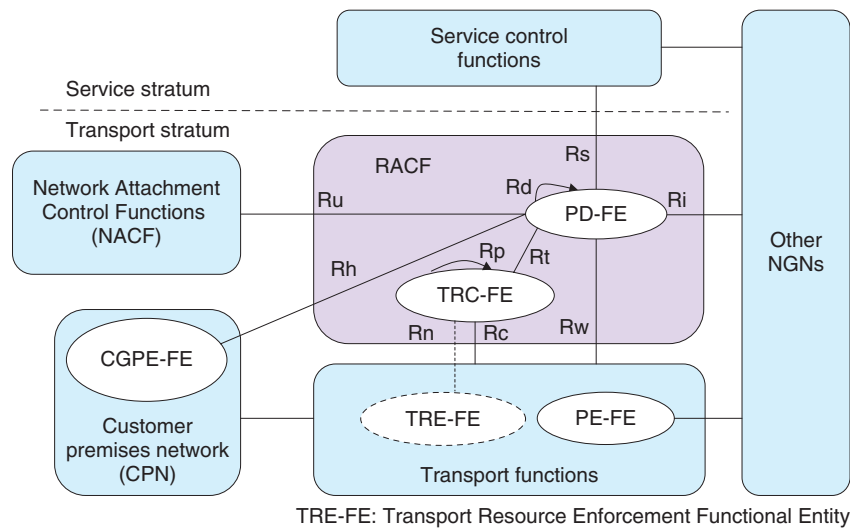 Service control
functions
Service stratum
Transport stratum
RACF
Rs
Rd
Network Attachment
Control Functions
(NACF)
Ru
PD-FE
Ri
Other
NGNs
Rp
Rt
Rh
TRC-FE
Rn
Rc
Rw
CGPE-FE
Customer
premises network
(CPN)
TRE-FE
PE-FE
Transport functions
TRE-FE: Transport Resource Enforcement Functional Entity